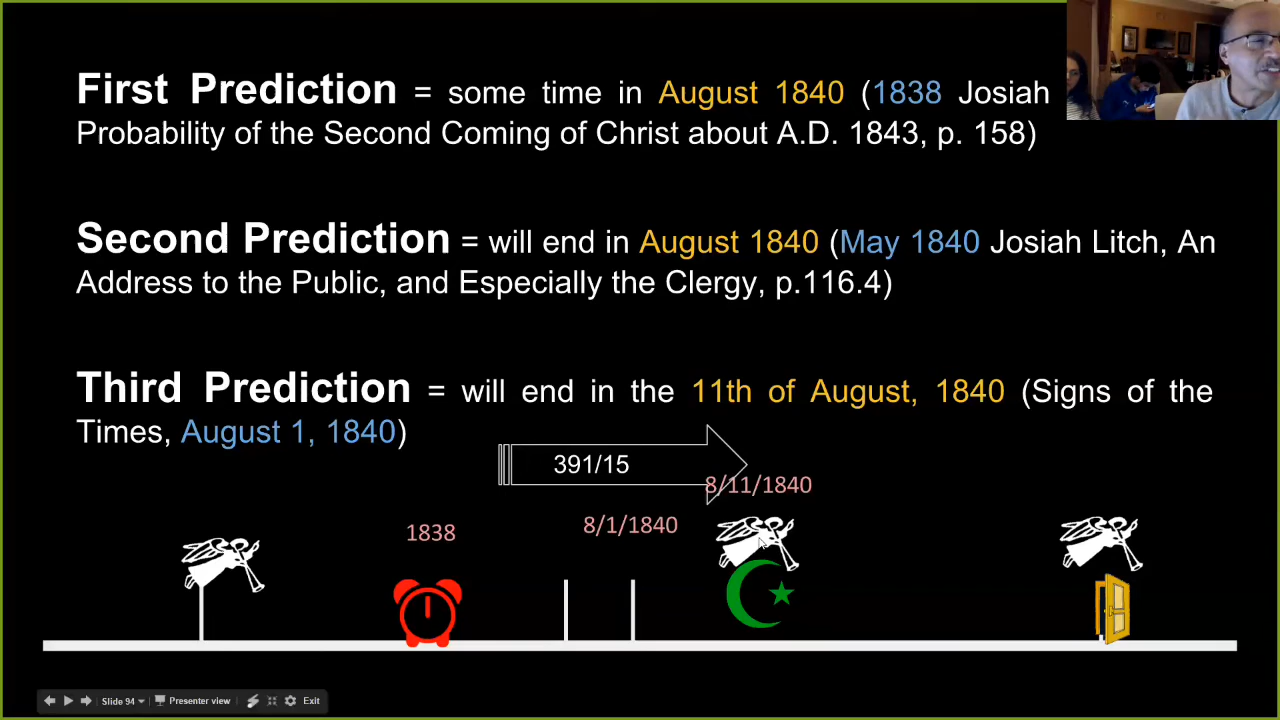 First Prediction = some time in August 1840 (1838 Josiah
Probability of the Second Coming of Christ about A.D. 1843, p. 158)
Second Prediction = will end in August 1840 (May 1840 Josiah Litch, An
Address to the Public, and Especially the Clergy, p.116.4)
Third Prediction = will end in the 11th of August, 1840 (Signs of the
Times, August 1, 1840)
391/15
8/11/1840
1838
8/1/1840
Slide 94
Presenter view
Exit